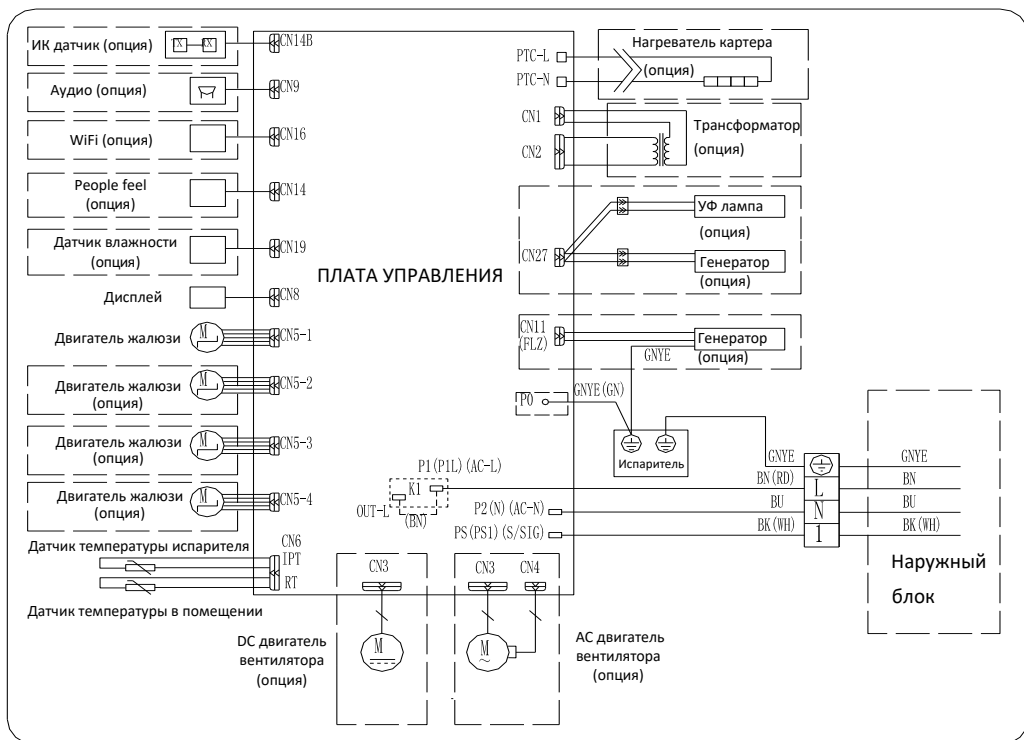 ИК датчик (опция)
TX
RX
CN14B
Аудио (опция)
CN9
WiFi (опция)
CN16
People feel
(опция)
CN14
Датчик влажности
(опция)
CN19
Дисплей
CN8
Двигатель жалюзи
M
CN5-1
Двигатель жалюзи
(опция)
M
CN5-2
Двигатель жалюзи
(опция)
M
CN5-3
Двигатель жалюзи
(опция)
M
CN5-4
Датчик температуры испарителя
CN6
IPT
RT
Датчик температуры в помещении
ПЛАТА УПРАВЛЕНИЯ
PTC-L
PTC-N
Нагреватель картера
(опция)
CN1
CN2
Трансформатор
(опция)
CN27
УФ лампа
(опция)
Генератор
(опция)
CN11
(FLZ)
Генератор
(опция)
GNYE
P0
GNYE(GN)
Испаритель
P1(P1L)(AC-L)
K1
OUT-L
(BN)
P2(N)(AC-N)
PS(PS1)(S/SIG)
GNYE
BN(RD)
BU
BK(WH)
L
N
1
GNYE
BN
BU
BK(WH)
Наружный
блок
CN3
M
DC двигатель
вентилятора
(опция)
CN3
CN4
M
~
AC двигатель
вентилятора
(опция)